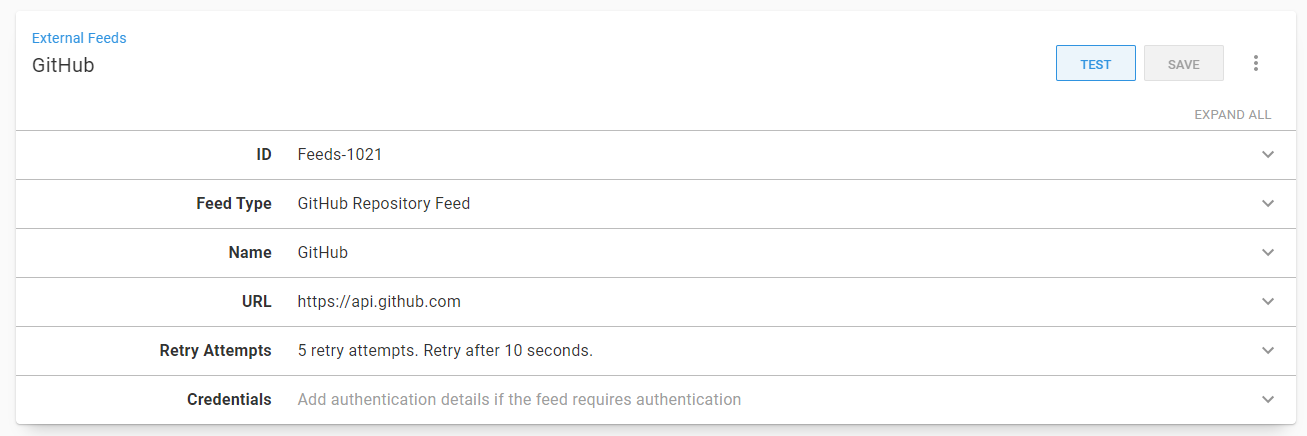 External Feeds
GitHub
TEST SAVE
EXPAND ALL
ID Feeds-1021
Feed Type GitHub Repository Feed
Name GitHub
URL https://api.github.com
Retry Attempts 5 retry attempts. Retry after 10 seconds.
Credentials Add authentication details if the feed requires authentication